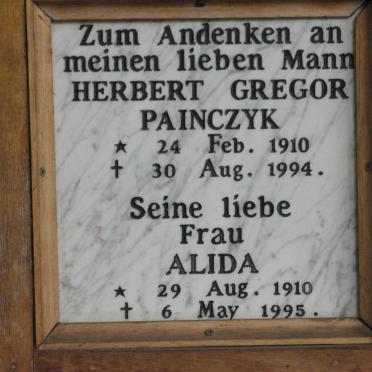 Zum Andenken an
meinen lieben Mann
HERBERT GREGOR
PAINCZYK
★ 24 Feb. 1910
✝ 30 Aug. 1994.
Seine liebe
Frau
ALIDA
★ 29 Aug. 1910
✝ 6 May 1995.